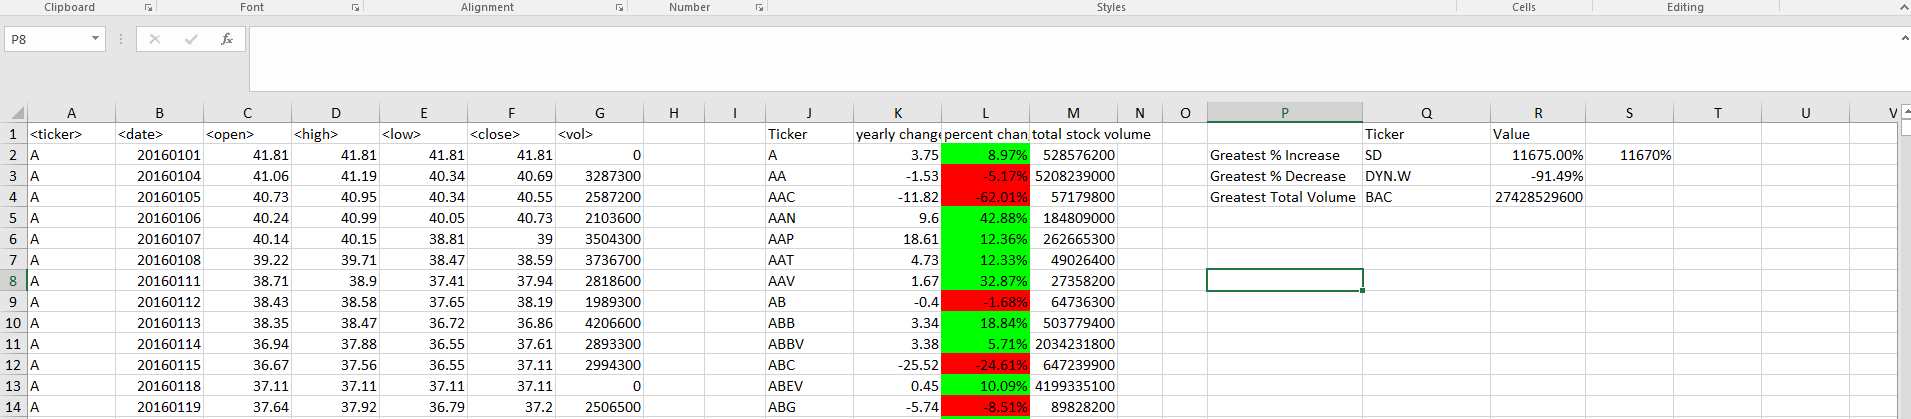 Clipboard Font Alignment Number Styles Cells Editing
P8 fx
A B C D E F G H I J K L M N O P Q R S T U V
1 <ticker> <date> <open> <high> <low> <close> <vol> Ticker yearly change percent chan total stock volume Ticker Value
2 A 20160101 41.81 41.81 41.81 41.81 0 A 3.75 8.97% 528576200 Greatest % Increase SD 11675.00% 11670%
3 A 20160104 41.06 41.19 40.34 40.69 3287300 AA -1.53 -5.17% 5208239000 Greatest % Decrease DYN.W -91.49%
4 A 20160105 40.73 40.95 40.34 40.55 2587200 AAC -11.82 -62.01% 57179800 Greatest Total Volume BAC 27428529600
5 A 20160106 40.24 40.99 40.05 40.73 2103600 AAN 9.6 42.88% 184809000
6 A 20160107 40.14 40.15 38.81 39 3504300 AAP 18.61 12.36% 262665300
7 A 20160108 39.22 39.71 38.47 38.59 3736700 AAT 4.73 12.33% 49026400
8 A 20160111 38.71 38.9 37.41 37.94 2818600 AAV 1.67 32.87% 27358200
9 A 20160112 38.43 38.58 37.65 38.19 1989300 AB -0.4 -1.68% 64736300
10 A 20160113 38.35 38.47 36.72 36.86 4206600 ABB 3.34 18.84% 503779400
11 A 20160114 36.94 37.88 36.55 37.61 2893300 ABBV 3.38 5.71% 2034231800
12 A 20160115 36.67 37.56 36.55 37.11 2994300 ABC -25.52 -24.61% 647239900
13 A 20160118 37.11 37.11 37.11 37.11 0 ABEV 0.45 10.09% 4199335100
14 A 20160119 37.64 37.92 36.79 37.2 2506500 ABG -5.74 -8.51% 89828200